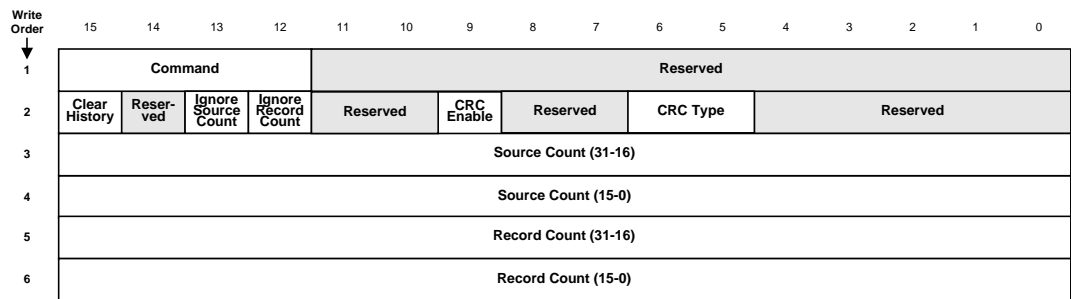 Write
Order
15 14 13 12 11 10 9 8 7 6 5 4 3 2 1 0
1 Command Reserved
2 Clear History Reser-ved Ignore Source Count Ignore Record Count Reserved CRC Enable Reserved CRC Type Reserved
3 Source Count (31-16)
4 Source Count (15-0)
5 Record Count (31-16)
6 Record Count (15-0)